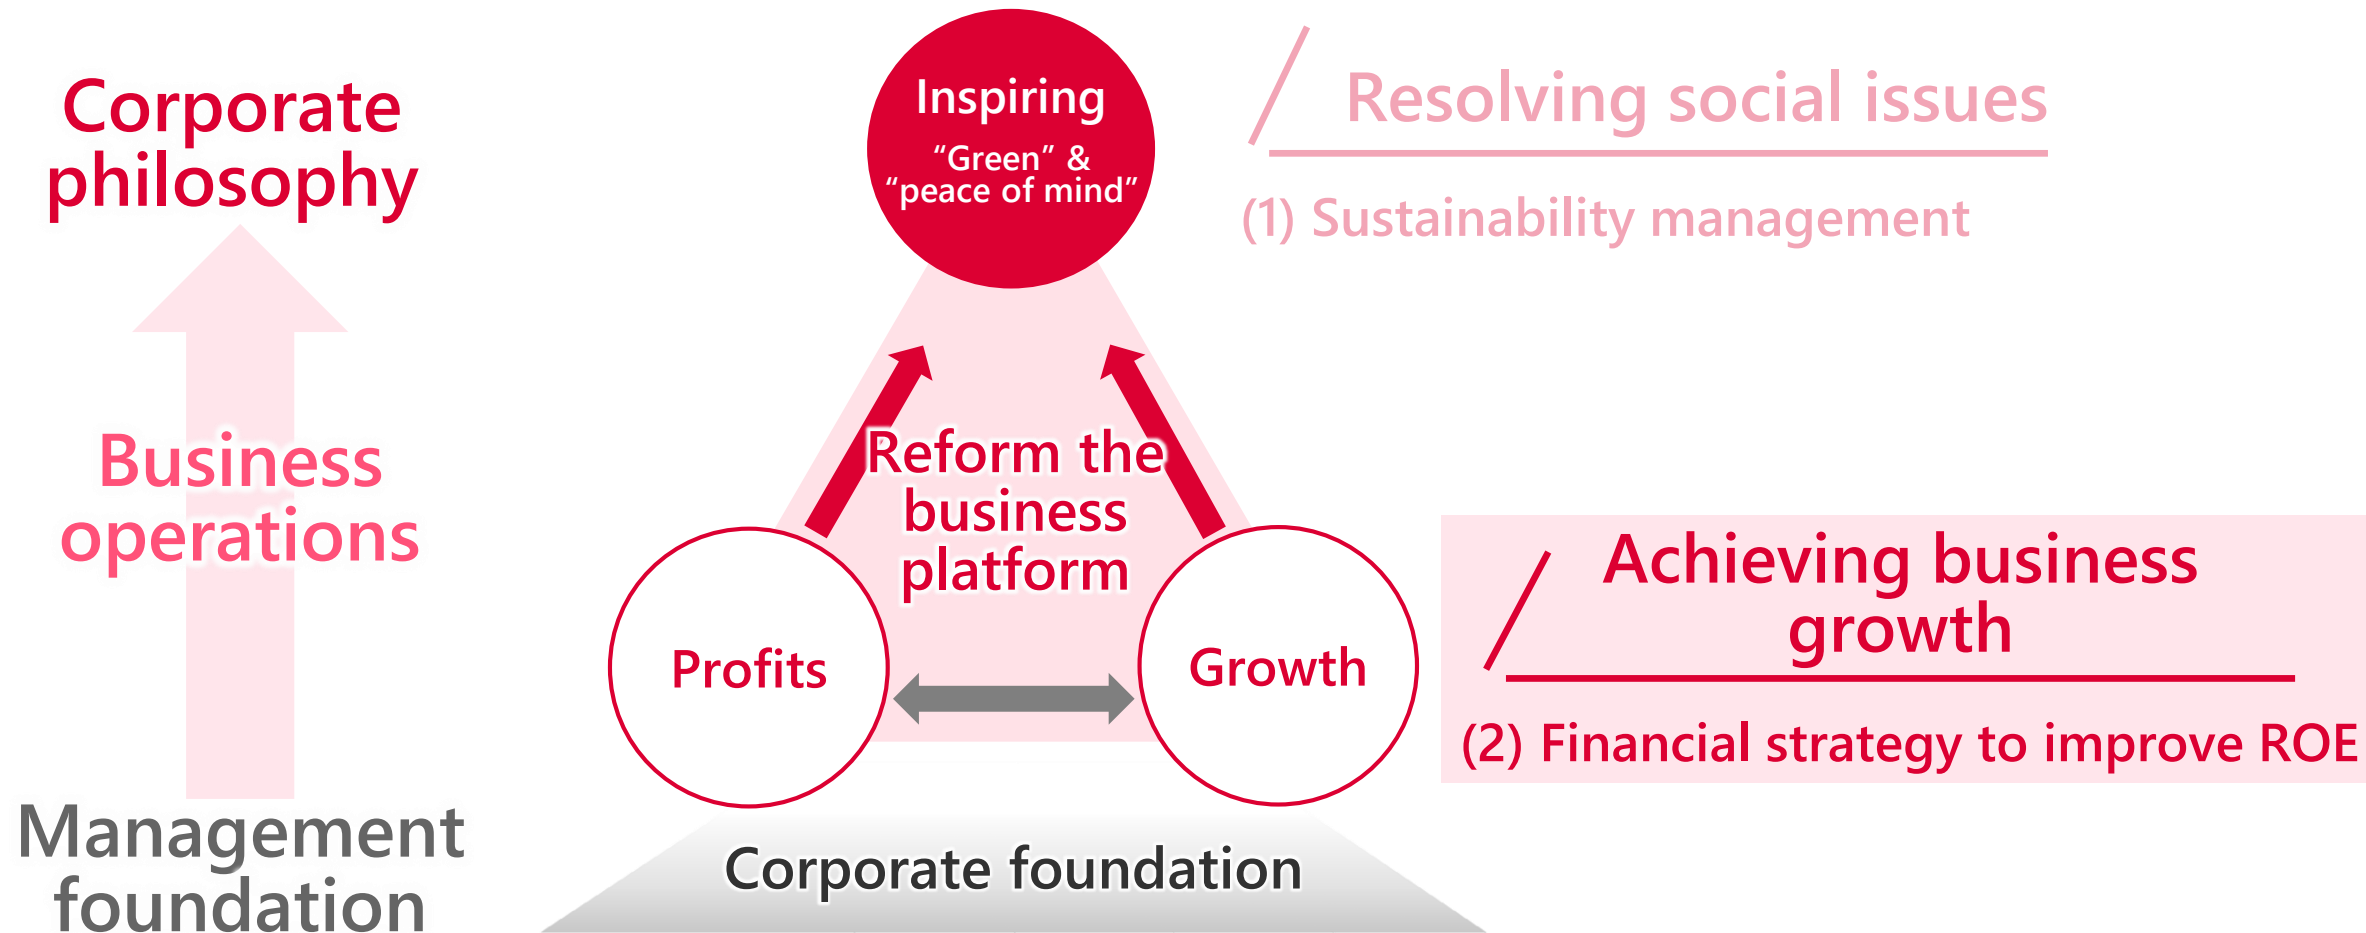 Corporate
philosophy
Business
operations
Management
foundation
Inspiring
“Green” &
“peace of mind”
Reform the
business
platform
Profits
Growth
Corporate foundation
Resolving social issues
(1) Sustainability management
Achieving business
growth
(2) Financial strategy to improve ROE